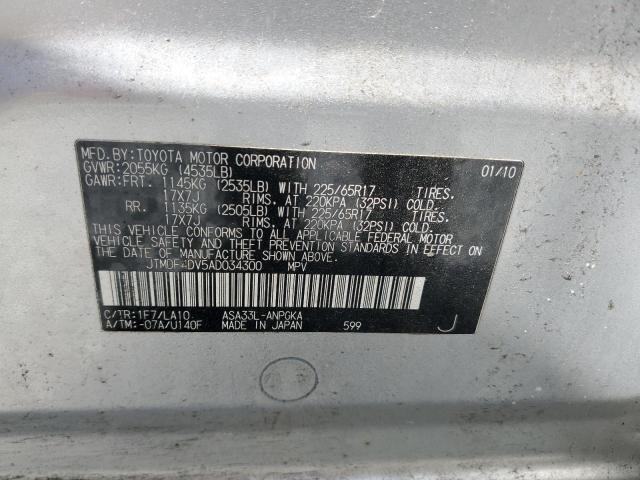 MFD. BY: TOYOTA MOTOR CORPORATION 01/10
GVWR: 2055KG (4535LB)
GAWR: FRT. 1145KG (2535LB) WITH 225/65R17 TIRES.
17X7J RIMS, AT 220KPA (32PSI) COLD.
RR. 1135KG (2505LB) WITH 225/65R17 TIRES.
17X7J RIMS, AT 220KPA (32PSI) COLD.
THIS VEHICLE CONFORMS TO ALL APPLICABLE FEDERAL MOTOR
VEHICLE SAFETY AND THEFT PREVENTION STANDARDS IN EFFECT ON
THE DATE OF MANUFACTURE SHOWN ABOVE.
JTMDF4DV5AD034300 MPV
C/TR: 1F7/LA10 ASA33L-ANPGKA
A/TM: -07A/U140F MADE IN JAPAN 599 J